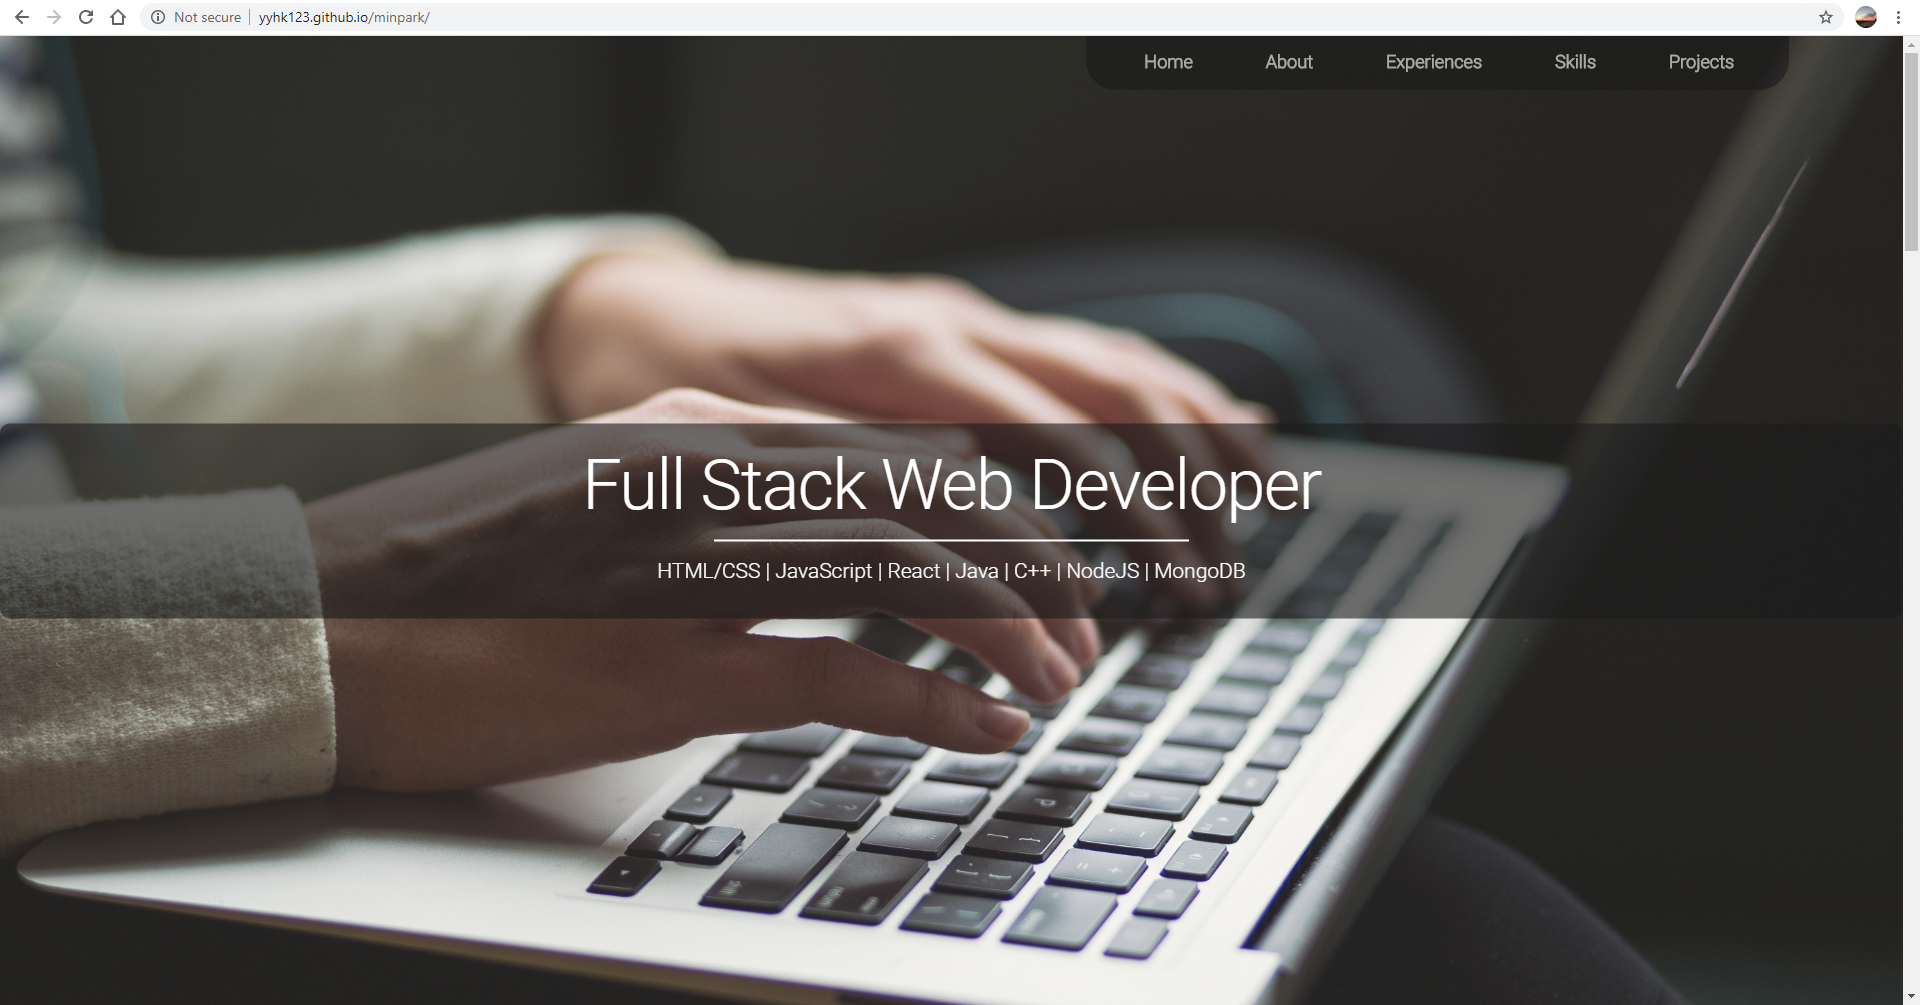 Not secure | yyhk123.github.io/minpark/
Home About Experiences Skills Projects
Full Stack Web Developer
HTML/CSS | JavaScript | React | Java | C++ | NodeJS | MongoDB